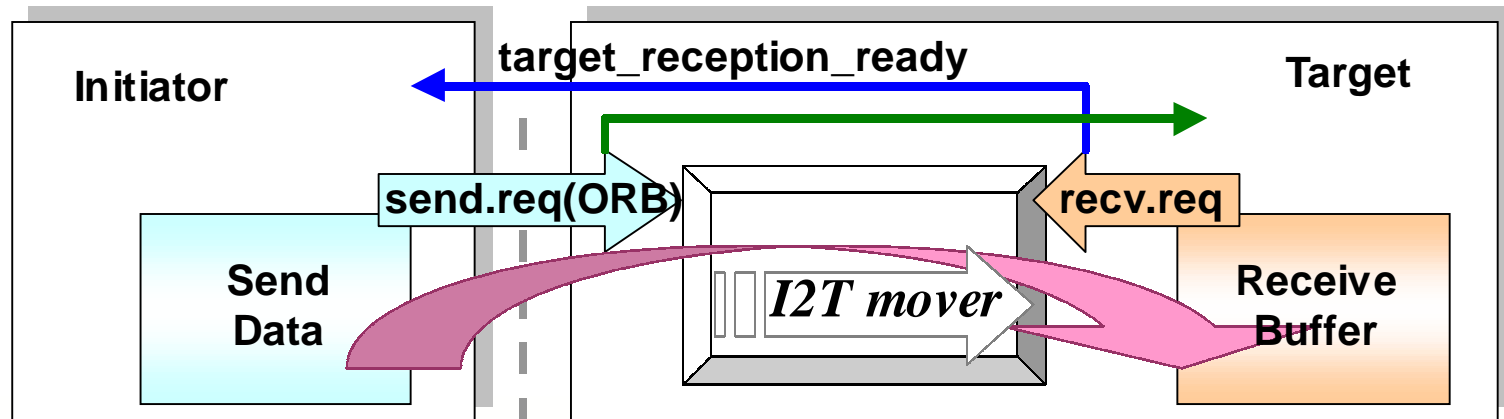 target_reception_ready
Initiator
Target
send.req(ORB)
recv.req
Send
Data
I2T mover
Receive
Buffer